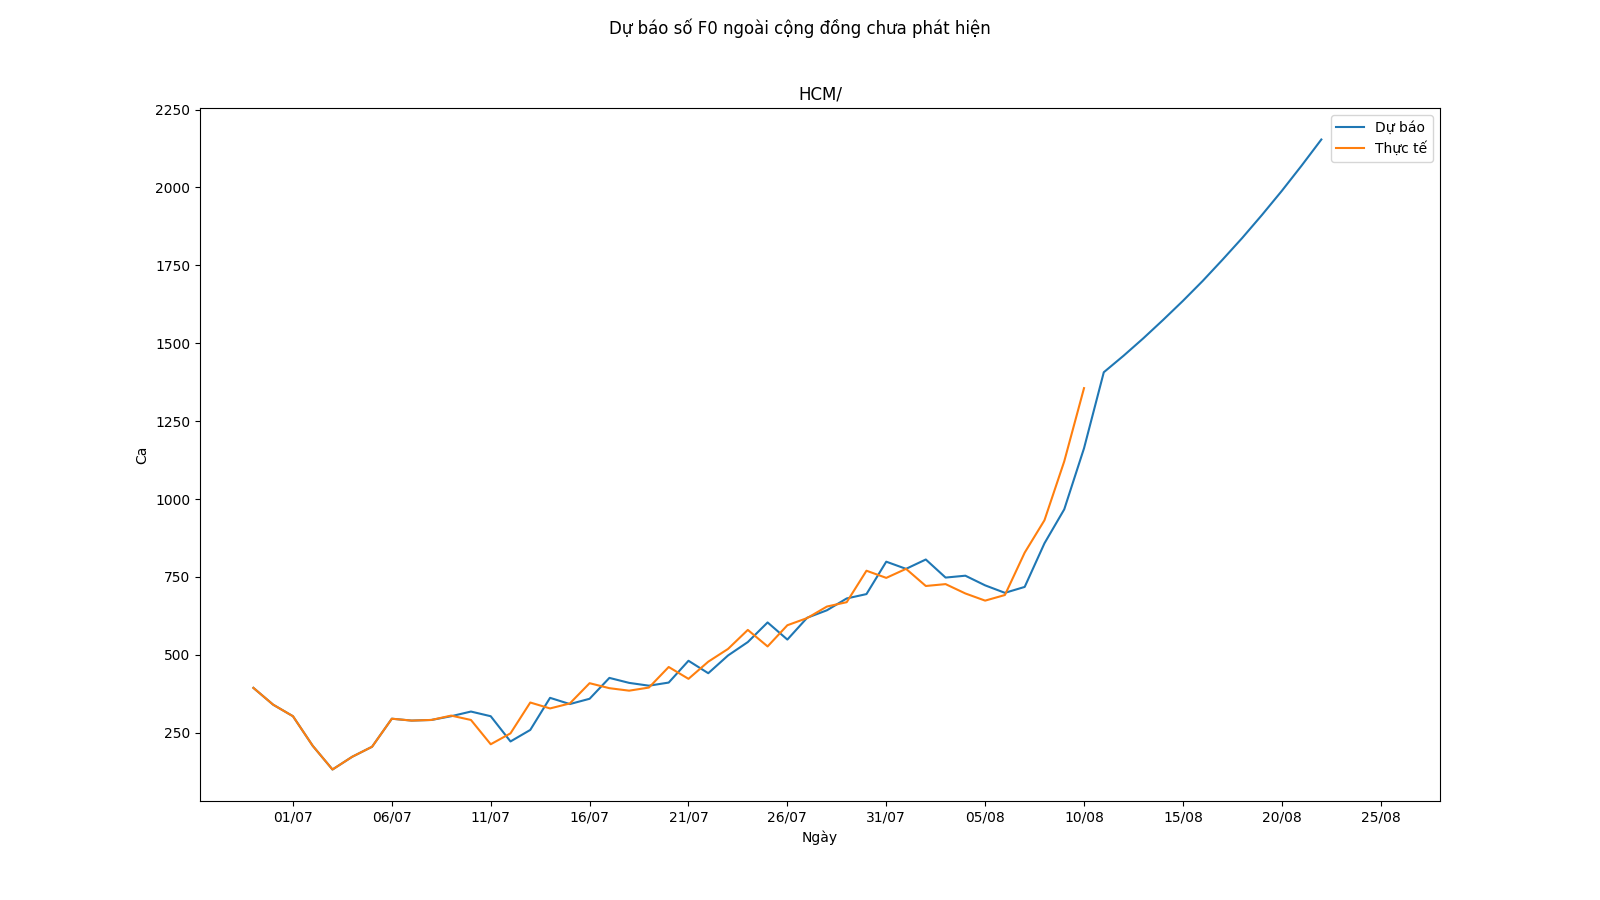 Dự báo số F0 ngoài cộng đồng chưa phát hiện
HCM/
2250
2000
1750
1500
1250
1000
750
500
250
Ca
Dự báo
Thực tế
01/07 06/07 11/07 16/07 21/07 26/07 31/07 05/08 10/08 15/08 20/08 25/08
Ngày